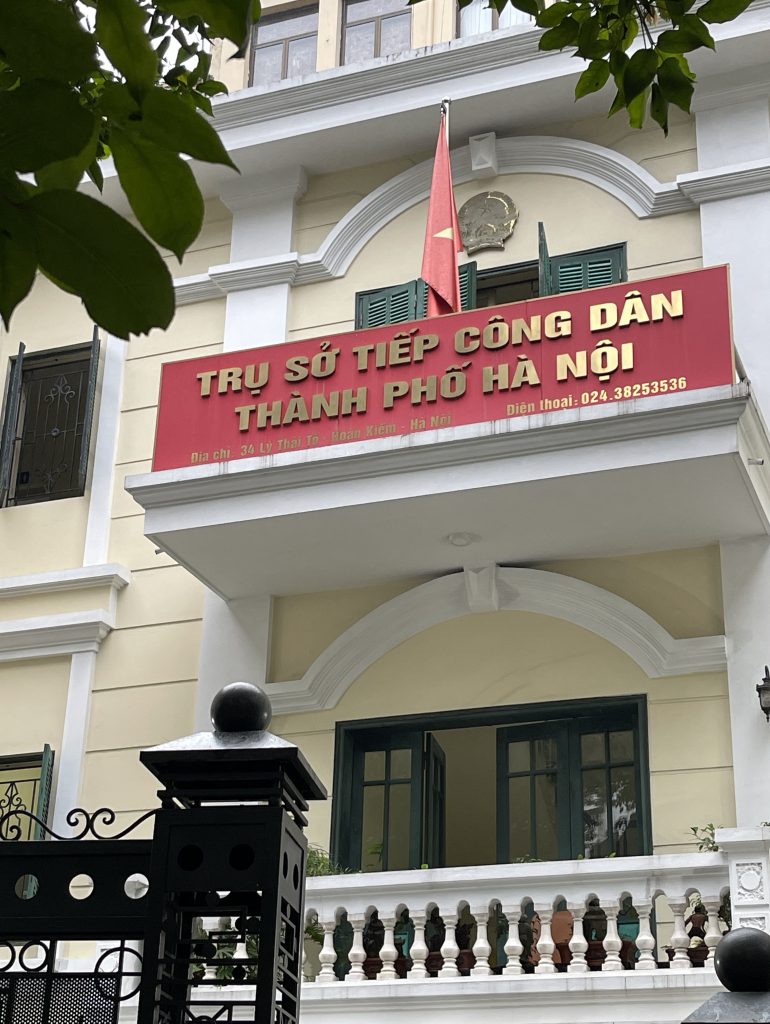 TRỤ SỞ TIẾP CÔNG DÂN
THÀNH PHỐ HÀ NỘI
Địa chỉ: 34 Lý Thái Tổ - Hoàn Kiếm - Hà Nội
Điện thoại: 024.38253536